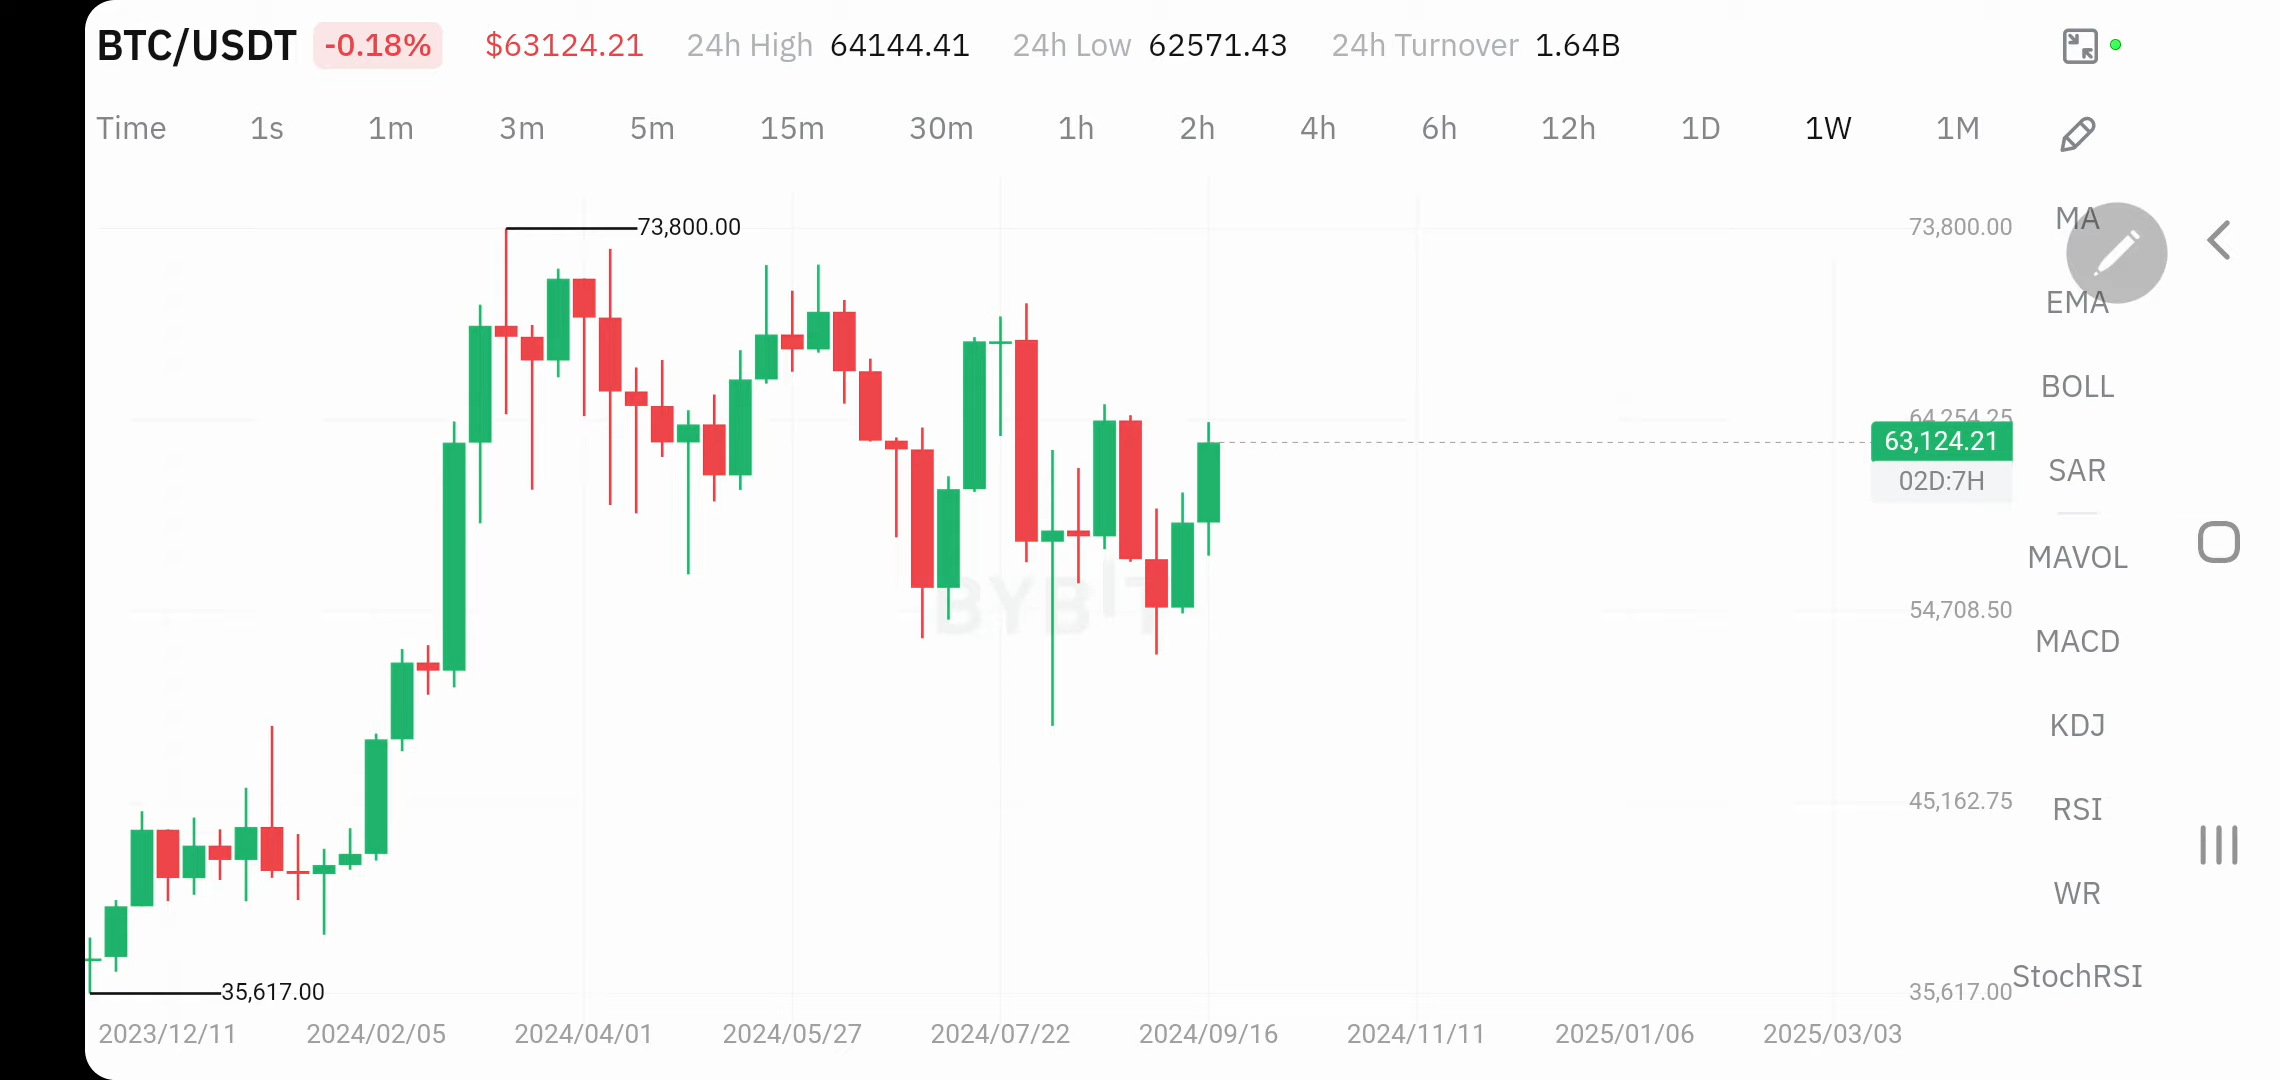 BTC/USDT -0.18% $63124.21 24h High 64144.41 24h Low 62571.43 24h Turnover 1.64B
Time 1s 1m 3m 5m 15m 30m 1h 2h 4h 6h 12h 1D 1W 1M
73,800.00
73,800.00
MA
EMA
BOLL
64,254.25
63,124.21
02D:7H
SAR
MAVOL
BYBIT
54,708.50
MACD
KDJ
45,162.75
RSI
WR
35,617.00
35,617.00
StochRSI
2023/12/11 2024/02/05 2024/04/01 2024/05/27 2024/07/22 2024/09/16 2024/11/11 2025/01/06 2025/03/03